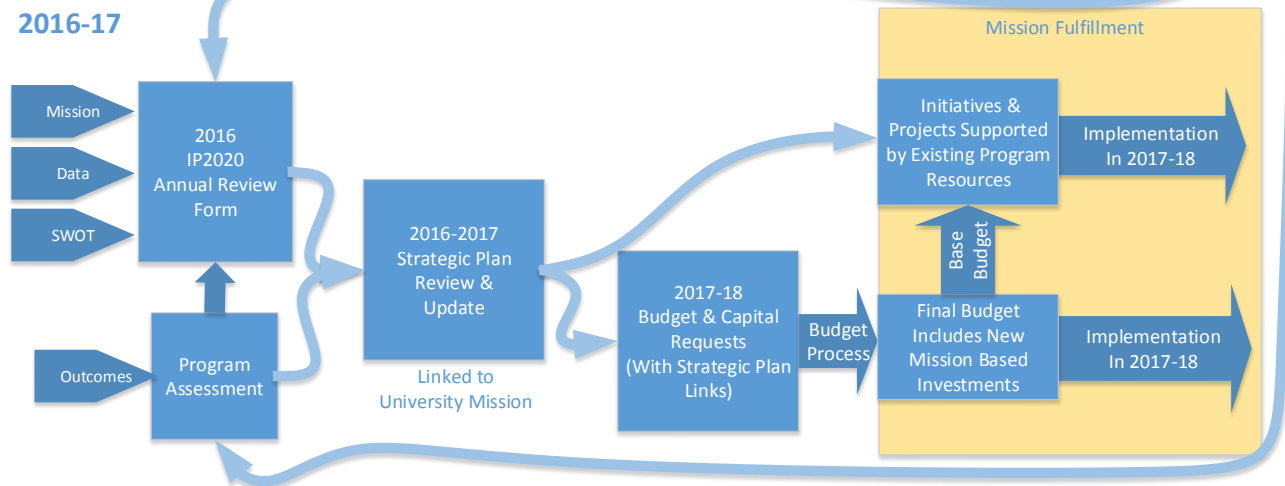 2016-17
Mission Fulfillment
Mission
Data
SWOT
2016
IP2020
Annual Review
Form
Outcomes
Program
Assessment
2016-2017
Strategic Plan
Review &
Update
Linked to
University Mission
2017-18
Budget & Capital
Requests
(With Strategic Plan
Links)
Budget
Process
Initiatives &
Projects Supported
by Existing Program
Resources
Implementation
In 2017-18
Base
Budget
Final Budget
Includes New
Mission Based
Investments
Implementation
In 2017-18